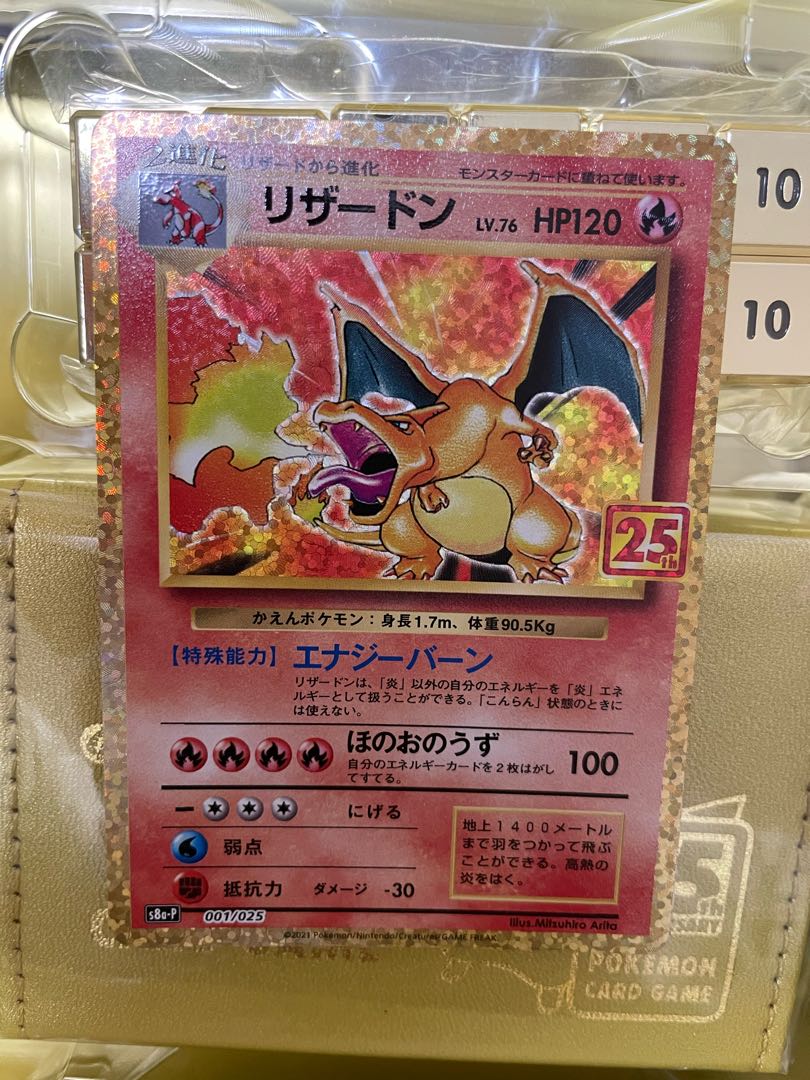 2進化 リザードから進化
モンスターカードに重ねて使います。
リザードン LV.76 HP120
10
10
25th
かえんポケモン：身長1.7m、体重90.5Kg
【特殊能力】エナジーバーン
リザードンは、「炎」以外の自分のエネルギーを「炎」エネ
ルギーとして扱うことができる。「こんらん」状態のときに
は使えない。
ほのおのうず 100
自分のエネルギーカードを２枚はがし
てすてる。
にげる
弱点
抵抗力 ダメージ -30
地上１４００メートル
まで羽をつかって飛ぶ
ことができる。高熱の
炎をはく。
s8a-P 001/025
Illus.Mitsuhiro Arita
©2021 Pokémon/Nintendo/Creatures/GAME FREAK
POKÉMON
CARD GAME